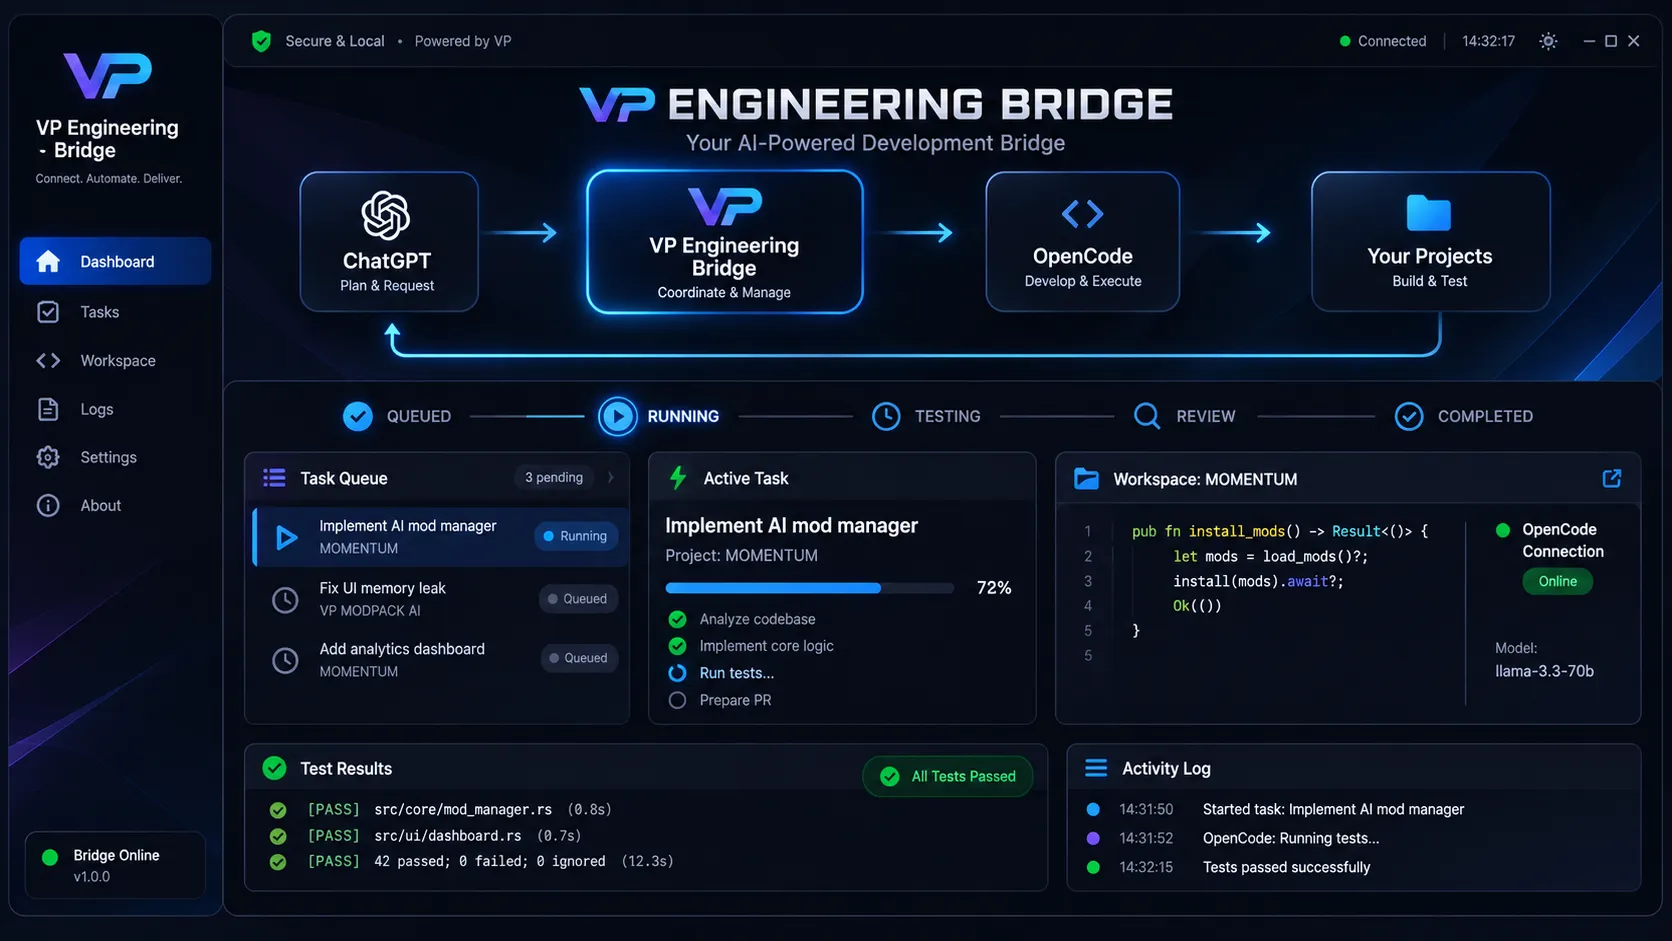 VP
VP Engineering
- Bridge
Connect. Automate. Deliver.
Dashboard
Tasks
Workspace
Logs
Settings
About
Bridge Online
v1.0.0
Secure & Local • Powered by VP
Connected
14:32:17
VP ENGINEERING BRIDGE
Your AI-Powered Development Bridge
ChatGPT
Plan & Request
VP
VP Engineering
Bridge
Coordinate & Manage
OpenCode
Develop & Execute
Your Projects
Build & Test
QUEUED
RUNNING
TESTING
REVIEW
COMPLETED
Task Queue
3 pending
Implement AI mod manager
MOMENTUM
Running
Fix UI memory leak
VP MODPACK AI
Queued
Add analytics dashboard
MOMENTUM
Queued
Active Task
Implement AI mod manager
Project: MOMENTUM
72%
Analyze codebase
Implement core logic
Run tests...
Prepare PR
Workspace: MOMENTUM
1 pub fn install_mods() -> Result<()> {
2 let mods = load_mods()?;
3 install(mods).await?;
4 Ok(())
5 }
5
OpenCode
Connection
Online
Model:
llama-3.3-70b
Test Results
All Tests Passed
[PASS] src/core/mod_manager.rs (0.8s)
[PASS] src/ui/dashboard.rs (0.7s)
[PASS] 42 passed; 0 failed; 0 ignored (12.3s)
Activity Log
14:31:50 Started task: Implement AI mod manager
14:31:52 OpenCode: Running tests...
14:32:15 Tests passed successfully